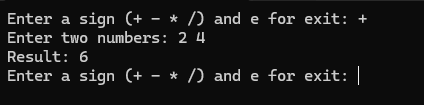 Enter a sign (+ - * /) and e for exit: +
Enter two numbers: 2 4
Result: 6
Enter a sign (+ - * /) and e for exit: